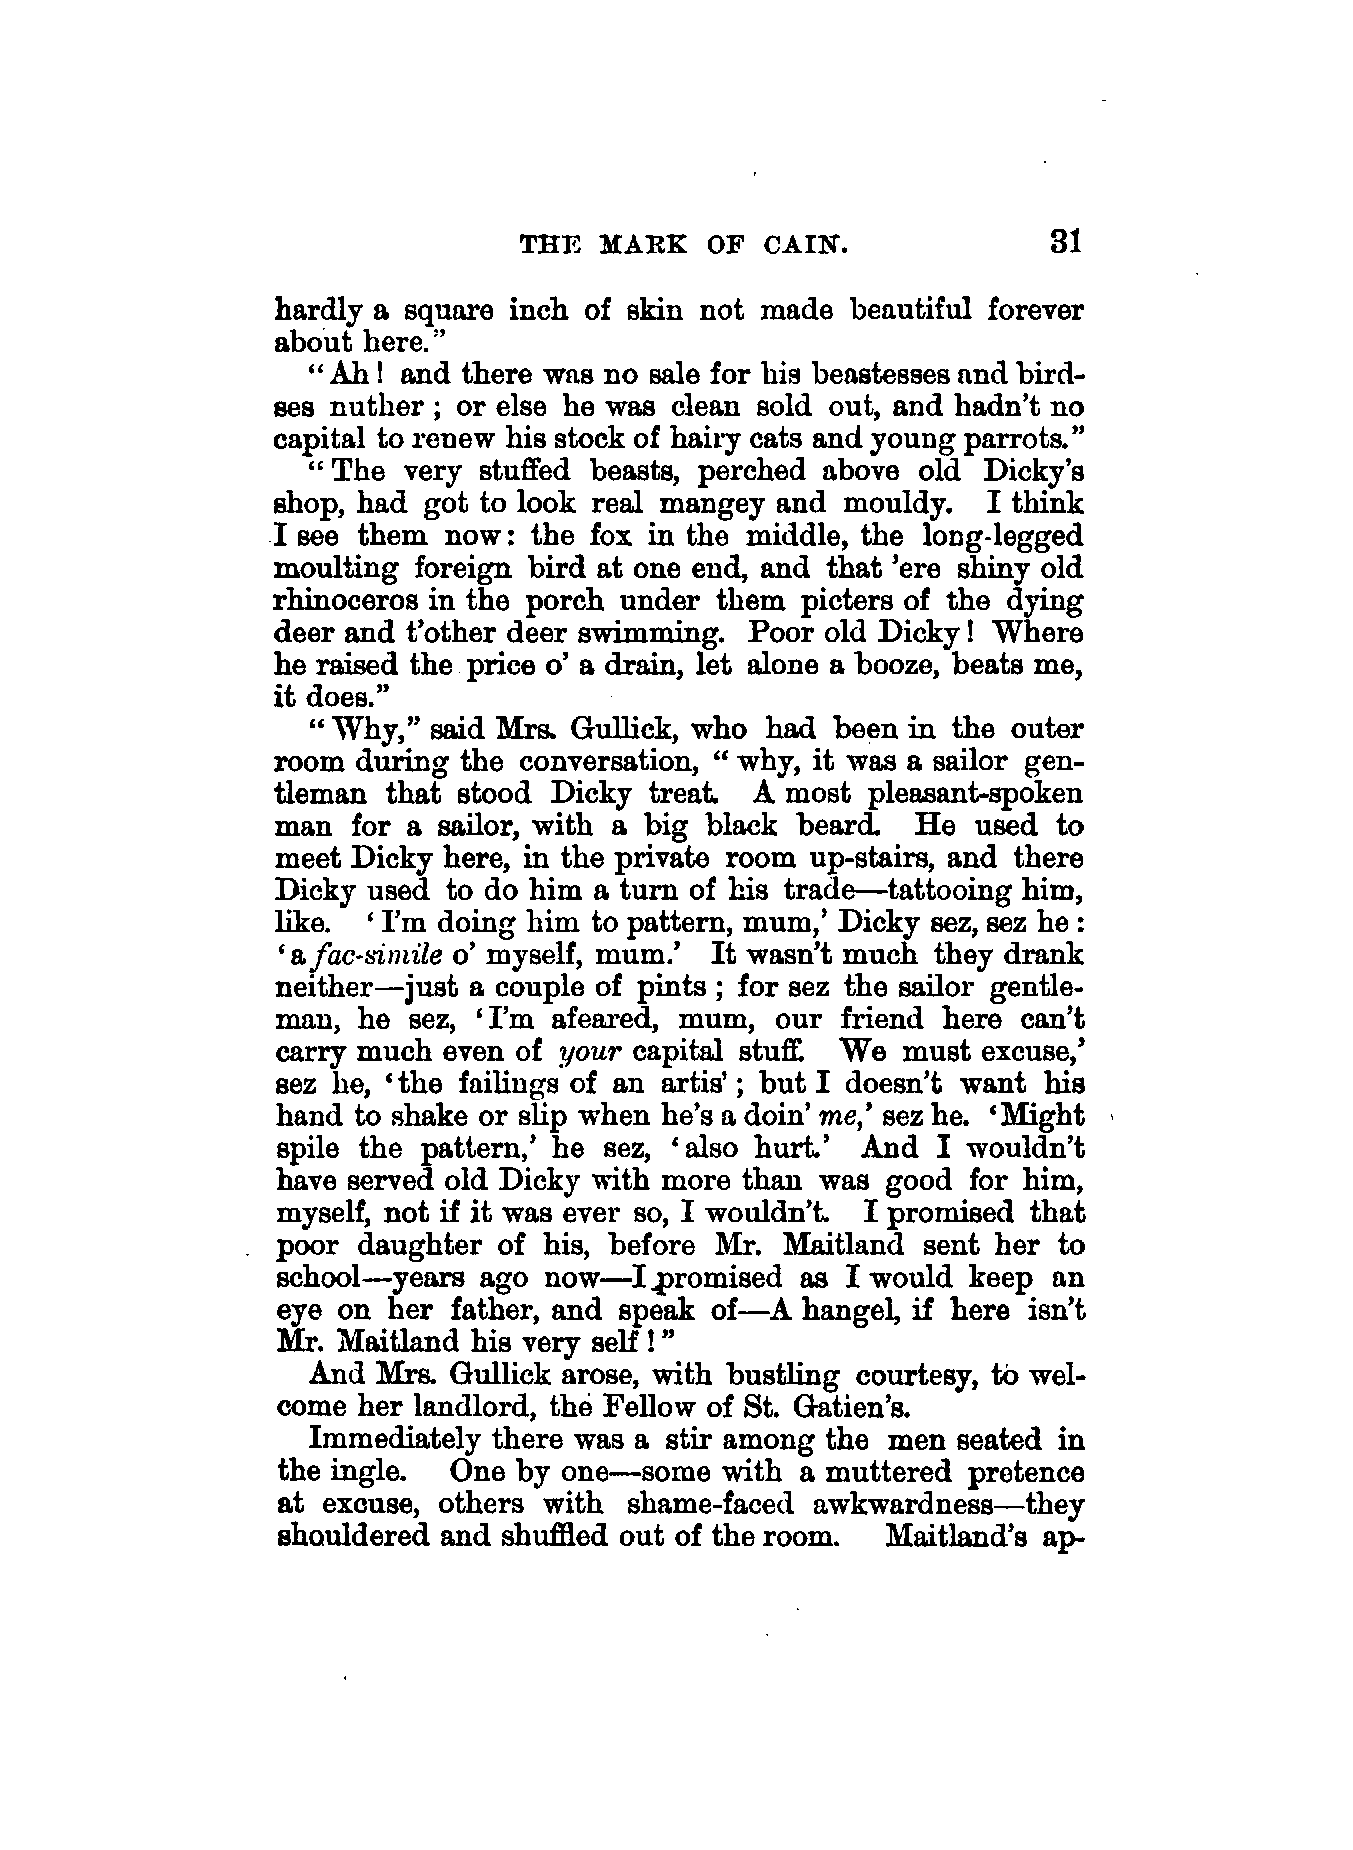 THE MARK OF CAIN. 31
hardly a square inch of skin not made beautiful forever
about here."
"Ah! and there was no sale for his beastesses and bird-
ses nuther; or else he was clean sold out, and hadn't no
capital to renew his stock of hairy cats and young parrots."
"The very stuffed beasts, perched above old Dicky's
shop, had got to look real mangey and mouldy. I think
I see them now: the fox in the middle, the long-legged
moulting foreign bird at one end, and that 'ere shiny old
rhinoceros in the porch under them picters of the dying
deer and t'other deer swimming. Poor old Dicky! Where
he raised the price o' a drain, let alone a booze, beats me,
it does."
"Why," said Mrs. Gullick, who had been in the outer
room during the conversation, "why, it was a sailor gen-
tleman that stood Dicky treat. A most pleasant-spoken
man for a sailor, with a big black beard. He used to
meet Dicky here, in the private room up-stairs, and there
Dicky used to do him a turn of his trade—tattooing him,
like. 'I'm doing him to pattern, mum,' Dicky sez, sez he:
'a fac-simile o' myself, mum.' It wasn't much they drank
neither—just a couple of pints; for sez the sailor gentle-
man, he sez, 'I'm afeared, mum, our friend here can't
carry much even of your capital stuff. We must excuse,'
sez he, 'the failings of an artis'; but I doesn't want his
hand to shake or slip when he's a doin' me,' sez he. 'Might
spile the pattern,' he sez, 'also hurt.' And I wouldn't
have served old Dicky with more than was good for him,
myself, not if it was ever so, I wouldn't. I promised that
poor daughter of his, before Mr. Maitland sent her to
school—years ago now—I promised as I would keep an
eye on her father, and speak of—A hangel, if here isn't
Mr. Maitland his very self!"
And Mrs. Gullick arose, with bustling courtesy, to wel-
come her landlord, the Fellow of St. Gatien's.
Immediately there was a stir among the men seated in
the ingle. One by one—some with a muttered pretence
at excuse, others with shame-faced awkwardness—they
shouldered and shuffled out of the room. Maitland's ap-